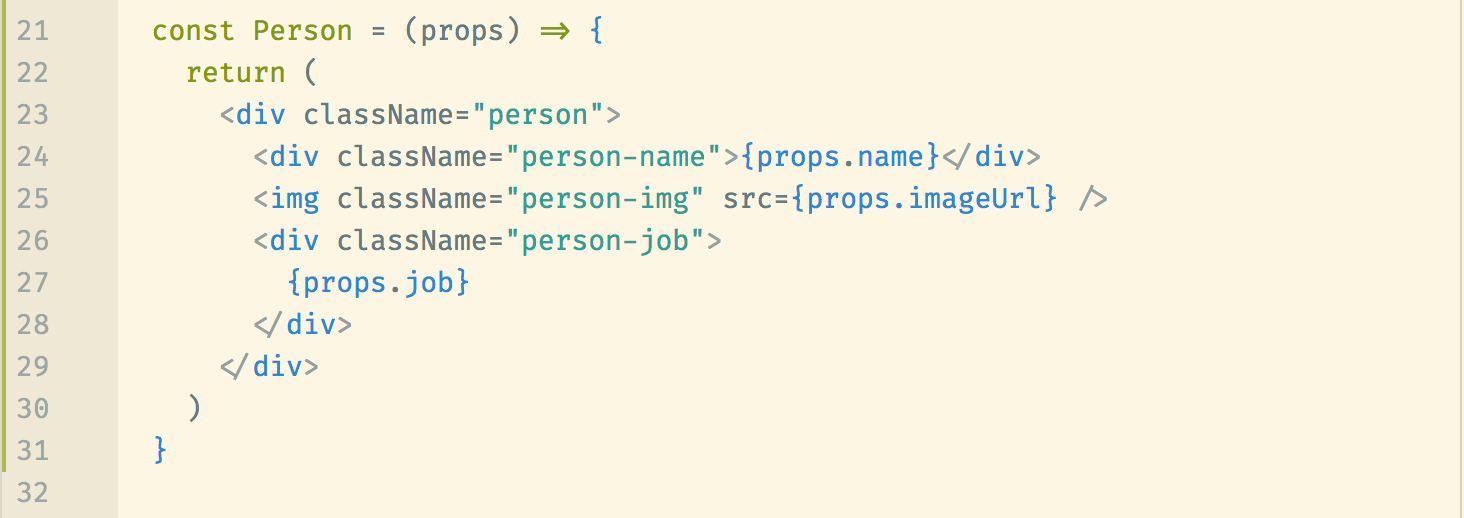 21 const Person = (props) => {
22 return (
23 <div className="person">
24 <div className="person-name">{props.name}</div>
25 <img className="person-img" src={props.imageUrl} />
26 <div className="person-job">
27 {props.job}
28 </div>
29 </div>
30 )
31 }
32